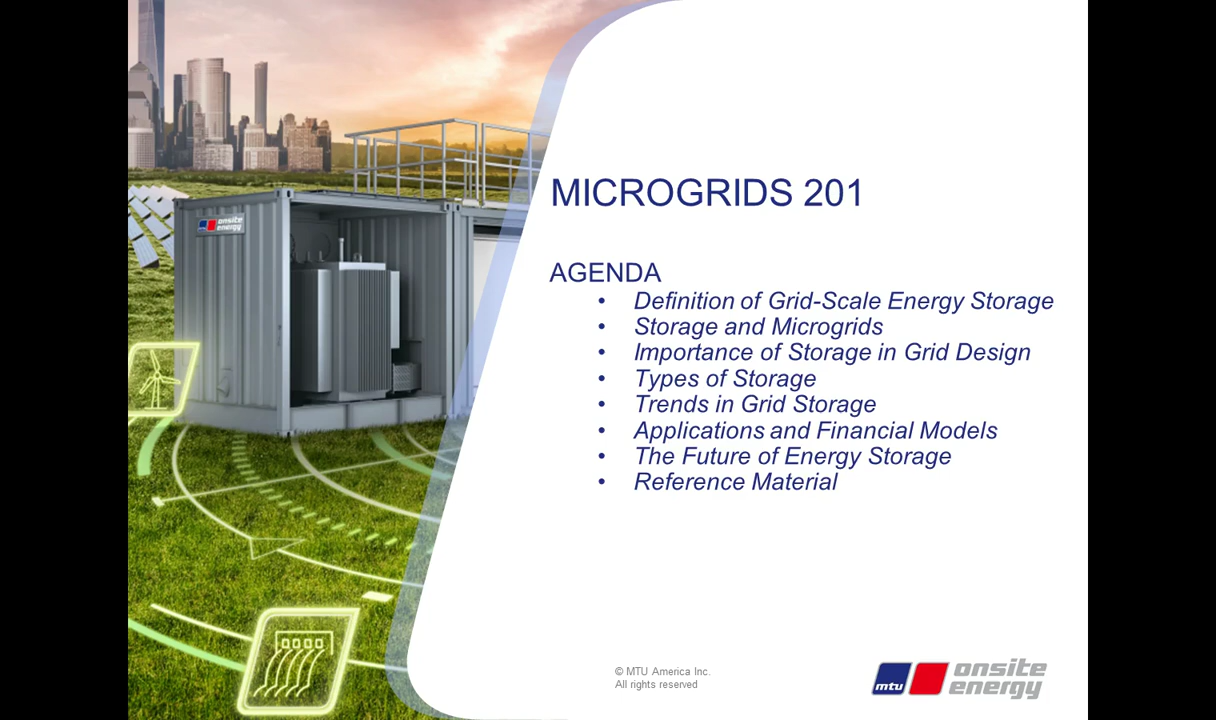 MICROGRIDS 201
AGENDA
• Definition of Grid-Scale Energy Storage
• Storage and Microgrids
• Importance of Storage in Grid Design
• Types of Storage
• Trends in Grid Storage
• Applications and Financial Models
• The Future of Energy Storage
• Reference Material
onsite
energy
© MTU America Inc.
All rights reserved
mtu
onsite
energy